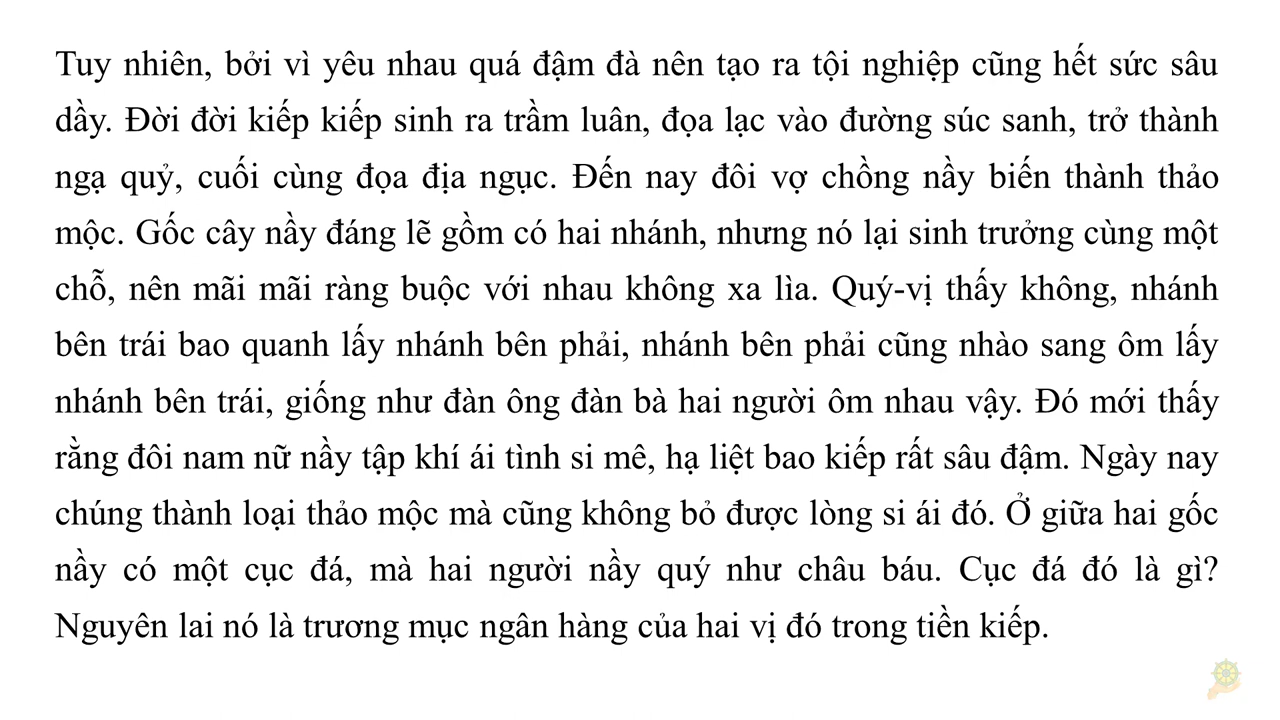 Tuy nhiên, bởi vì yêu nhau quá đậm đà nên tạo ra tội nghiệp cũng hết sức sâu
dầy. Đời đời kiếp kiếp sinh ra trầm luân, đọa lạc vào đường súc sanh, trở thành
ngạ quỷ, cuối cùng đọa địa ngục. Đến nay đôi vợ chồng nầy biến thành thảo
mộc. Gốc cây nầy đáng lẽ gồm có hai nhánh, nhưng nó lại sinh trưởng cùng một
chỗ, nên mãi mãi ràng buộc với nhau không xa lìa. Quý-vị thấy không, nhánh
bên trái bao quanh lấy nhánh bên phải, nhánh bên phải cũng nhào sang ôm lấy
nhánh bên trái, giống như đàn ông đàn bà hai người ôm nhau vậy. Đó mới thấy
rằng đôi nam nữ nầy tập khí ái tình si mê, hạ liệt bao kiếp rất sâu đậm. Ngày nay
chúng thành loại thảo mộc mà cũng không bỏ được lòng si ái đó. Ở giữa hai gốc
nầy có một cục đá, mà hai người nầy quý như châu báu. Cục đá đó là gì?
Nguyên lai nó là trương mục ngân hàng của hai vị đó trong tiền kiếp.